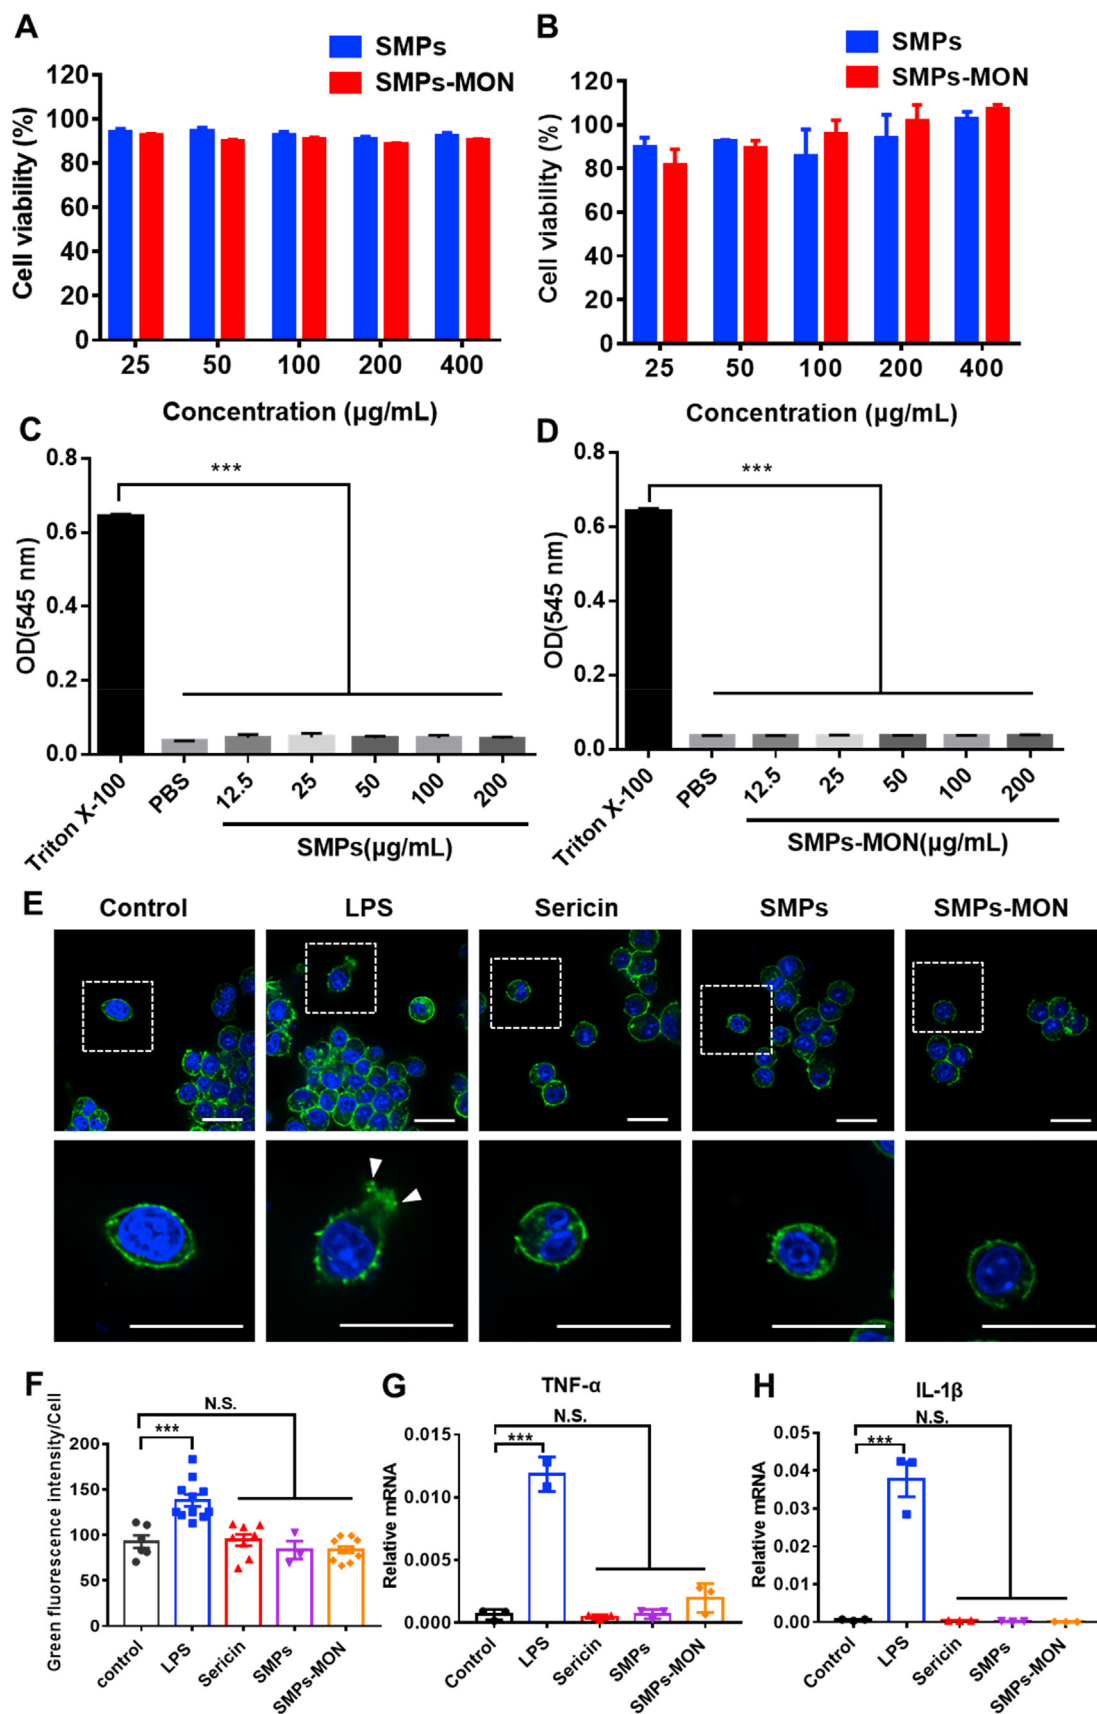 A
SMPs
SMPs-MON
Cell viability (%)
120
100
80
60
40
20
0
25 50 100 200 400
Concentration (μg/mL)
B
SMPs
SMPs-MON
Cell viability (%)
120
100
80
60
40
20
0
25 50 100 200 400
Concentration (μg/mL)
C
OD(545 nm)
0.8
0.6
0.4
0.2
0.0
***
Triton X-100 PBS 12.5 25 50 100 200
SMPs(μg/mL)
D
OD(545 nm)
0.8
0.6
0.4
0.2
0.0
***
Triton X-100 PBS 12.5 25 50 100 200
SMPs-MON(μg/mL)
E
Control LPS Sericin SMPs SMPs-MON
F
Green fluorescence intensity/Cell
200
150
100
50
0
N.S.
***
control LPS Sericin SMPs SMPs-MON
G
TNF-α
Relative mRNA
0.015
0.010
0.005
0.000
N.S.
***
Control LPS Sericin SMPs SMPs-MON
H
IL-1β
Relative mRNA
0.05
0.04
0.03
0.02
0.01
0.00
N.S.
***
Control LPS Sericin SMPs SMPs-MON